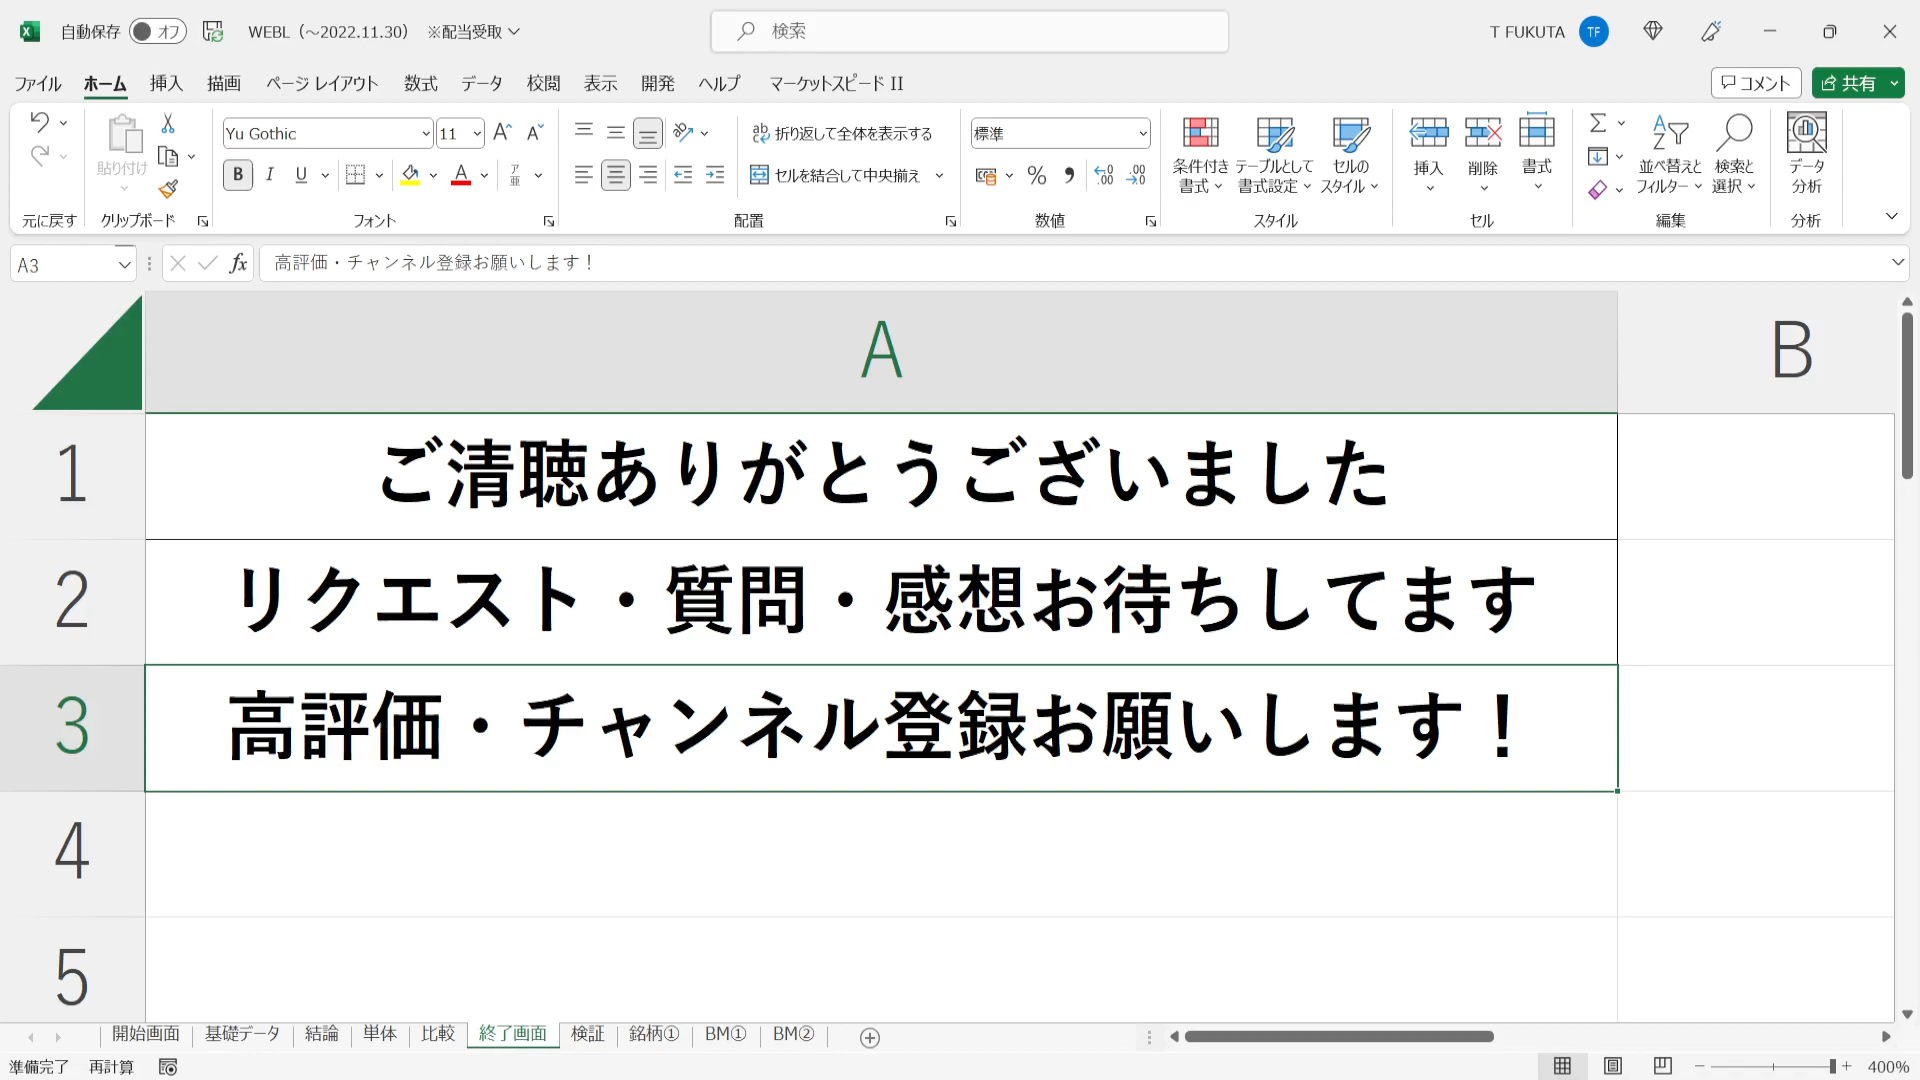 自動保存 オフ WEBL（～2022.11.30） ※配当受取 検索 T FUKUTA TF
ファイル ホーム 挿入 描画 ページ レイアウト 数式 データ 校閲 表示 開発 ヘルプ マーケットスピード II コメント 共有
貼り付け Yu Gothic 11 折り返して全体を表示する 標準
B I U A ア亜 セルを結合して中央揃え % 条件付き書式 テーブルとして書式設定 セルのスタイル 挿入 削除 書式 並べ替えとフィルター 検索と選択 データ分析
元に戻す クリップボード フォント 配置 数値 スタイル セル 編集 分析
A3 fx 高評価・チャンネル登録お願いします！
A B
1 ご清聴ありがとうございました
2 リクエスト・質問・感想お待ちしてます
3 高評価・チャンネル登録お願いします！
4
5
開始画面 基礎データ 結論 単体 比較 終了画面 検証 銘柄① BM① BM②
準備完了 再計算 400%